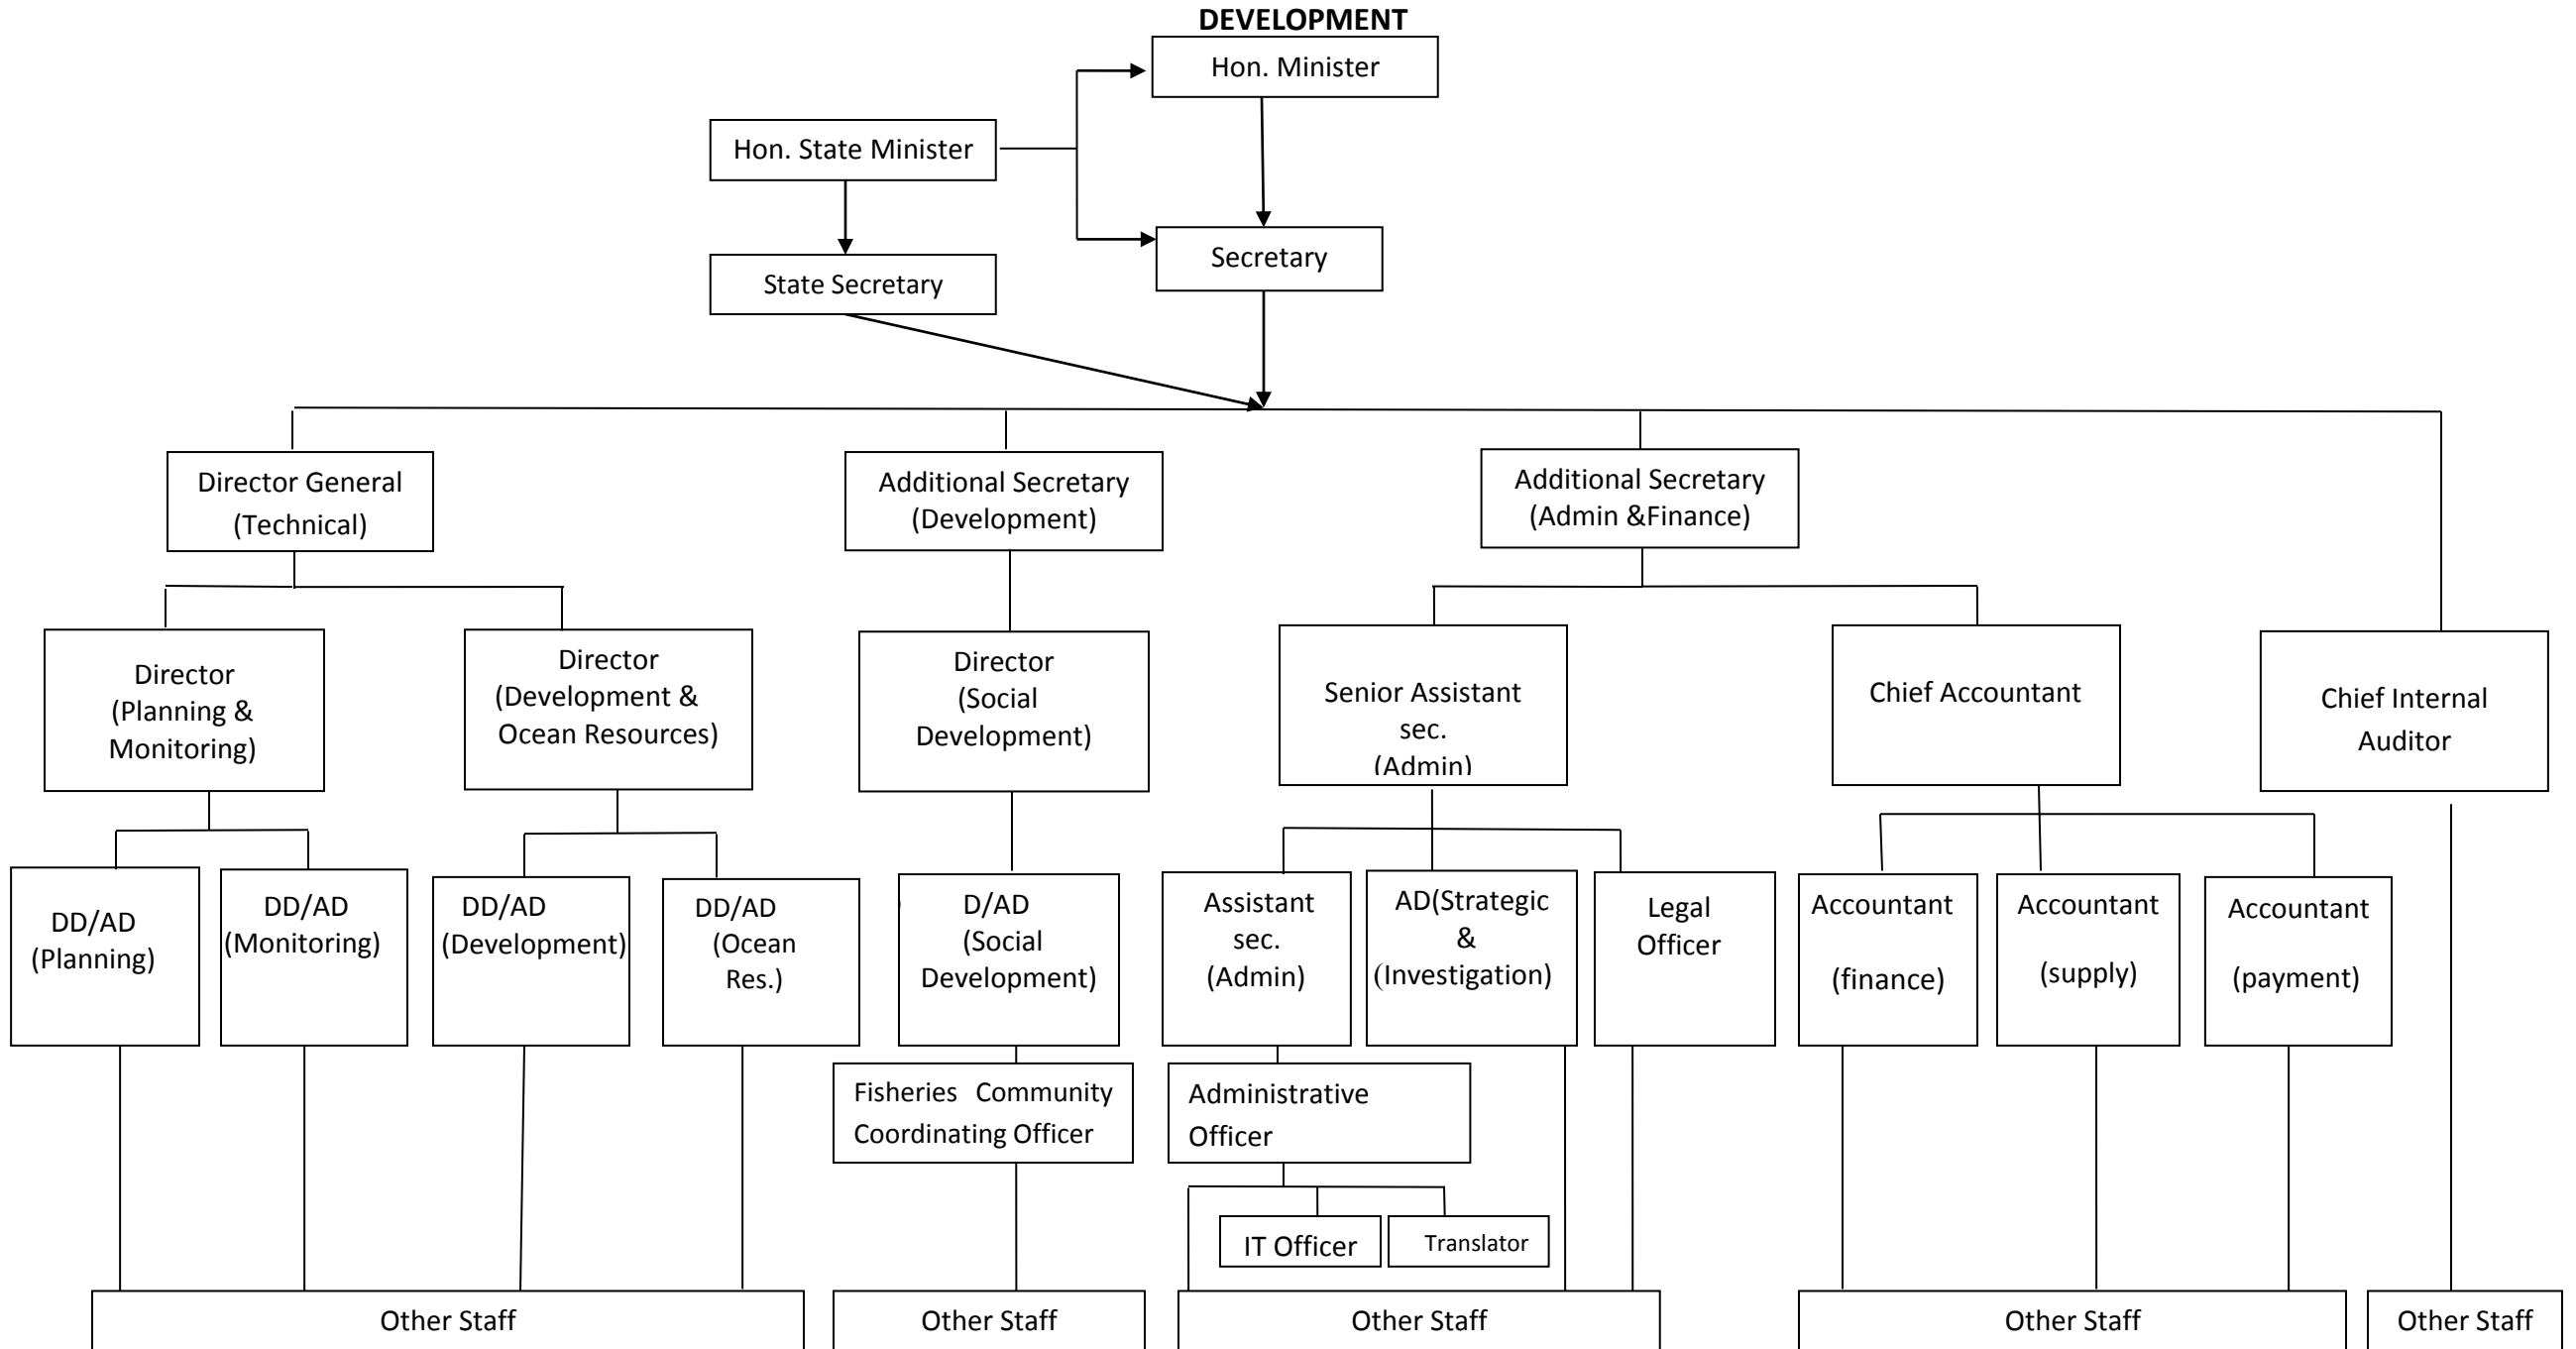 DEVELOPMENT
Hon. Minister
Hon. State Minister
Secretary
State Secretary
Director General
(Technical)
Additional Secretary
(Development)
Additional Secretary
(Admin &Finance)
Director
(Planning &
Monitoring)
Director
(Development &
Ocean Resources)
Director
(Social
Development)
Senior Assistant
sec.
(Admin)
Chief Accountant
Chief Internal
Auditor
DD/AD
(Planning)
DD/AD
(Monitoring)
DD/AD
(Development)
DD/AD
(Ocean
Res.)
D/AD
(Social
Development)
Assistant
sec.
(Admin)
AD(Strategic
&
(Investigation)
Legal
Officer
Accountant
(finance)
Accountant
(supply)
Accountant
(payment)
Fisheries Community
Coordinating Officer
Administrative
Officer
IT Officer
Translator
Other Staff
Other Staff
Other Staff
Other Staff
Other Staff